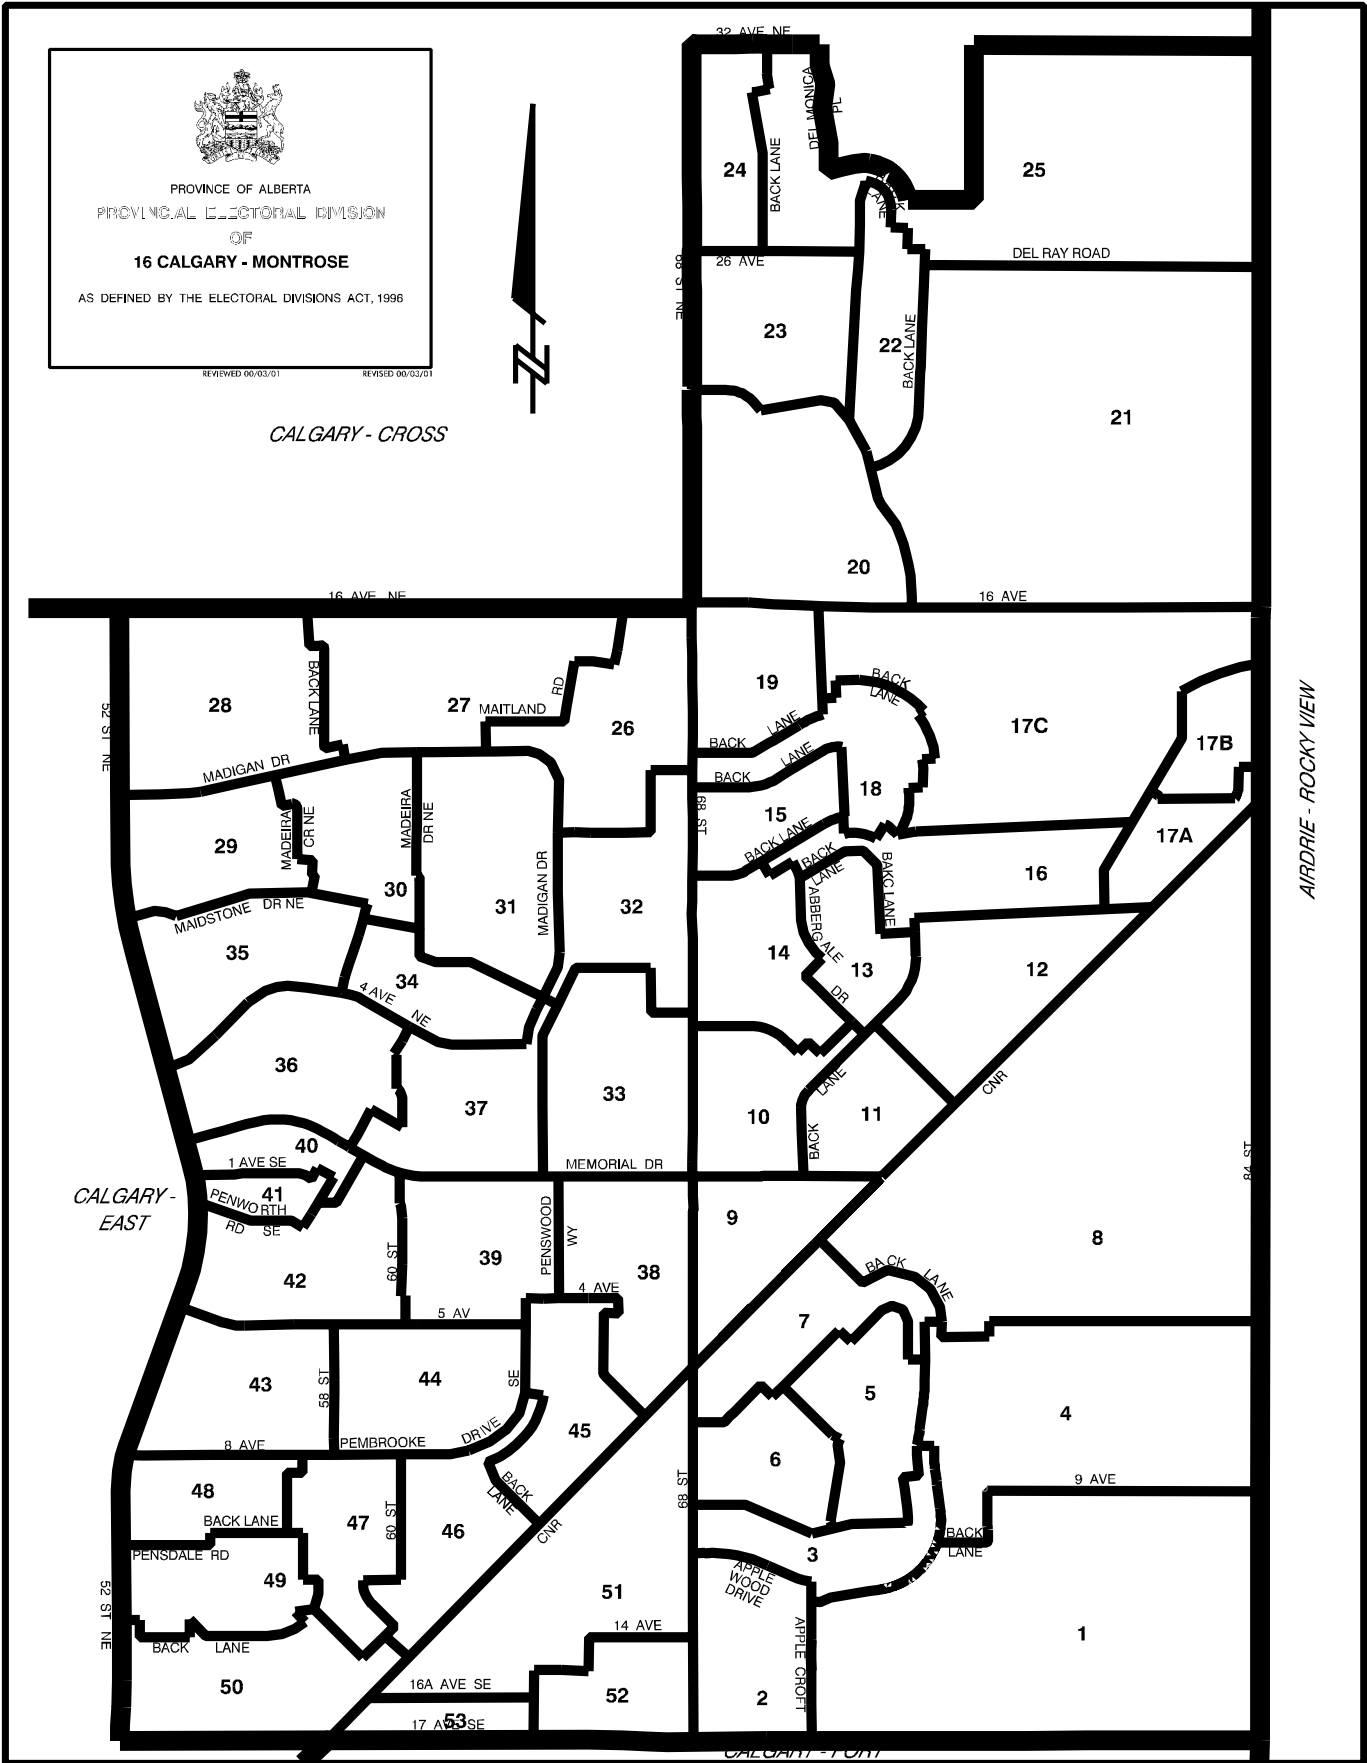 PROVINCE OF ALBERTA
PROVINCIAL ELECTORAL DIVISION
OF
16 CALGARY - MONTROSE
AS DEFINED BY THE ELECTORAL DIVISIONS ACT, 1996
REVIEWED 00/03/01
REVISED 00/03/01
N
CALGARY - CROSS
32 AVE NE
DEL MONICA
PL
24
BACK LANE
25
LANE
DEL RAY ROAD
26 AVE
68 ST NE
23
22
BACK LANE
21
20
16 AVE NE
16 AVE
28
BACK LANE
27
MAITLAND
RD
26
19
BACK
LANE
17C
17B
17A
52 ST NE
MADIGAN DR
BACK
LANE
BACK
LANE
18
15
68 ST
BACK LANE
BACK
LANE
BAKC LANE
16
AIRDRIE - ROCKY VIEW
29
MADEIRA
CR NE
MADEIRA
DR NE
30
31
MADIGAN DR
32
MAIDSTONE
DR NE
35
34
4 AVE
NE
14
ABBERG ALE
DR
13
12
36
37
33
10
LANE
BACK
11
CNR
84 ST
40
1 AVE SE
41
PENWO RTH
RD
SE
MEMORIAL DR
CALGARY -
EAST
42
60 ST
39
PENSWOOD
WY
38
9
8
BA CK
LANE
5 AV
4 AVE
7
43
58 ST
44
SE
45
5
4
8 AVE
PEMBROOKE
DRIVE
6
48
BACK LANE
47
60 ST
46
BACK
LANE
CNR
68 ST
9 AVE
PENSDALE RD
49
BACK
LANE
3
APPLE
WOOD
DRIVE
52 ST NE
BACK
LANE
51
14 AVE
APPLE CROFT
1
50
16A AVE SE
52
2
53
17 AVE SE
CALGARY - FORT